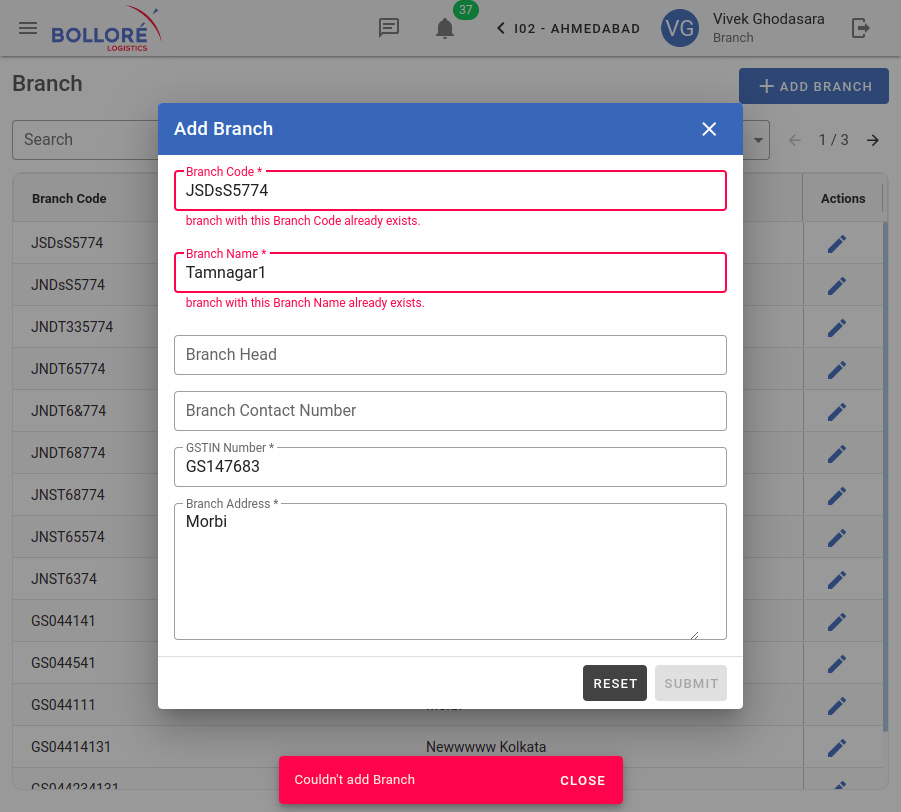 BOLLORÉ
LOGISTICS
37
I02 - AHMEDABAD
VG
Vivek Ghodasara
Branch
Branch
ADD BRANCH
Search
1 / 3
Branch Code
Actions
JSDsS5774
JNDsS5774
JNDT335774
JNDT65774
JNDT6&774
JNDT68774
JNST68774
JNST65574
JNST6374
GS044141
GS044541
GS044111
GS04414131
Newwwww Kolkata
GS044234131
Add Branch
Branch Code *
JSDsS5774
branch with this Branch Code already exists.
Branch Name *
Tamnagar1
branch with this Branch Name already exists.
Branch Head
Branch Contact Number
GSTIN Number *
GS147683
Branch Address *
Morbi
RESET
SUBMIT
Couldn't add Branch
CLOSE